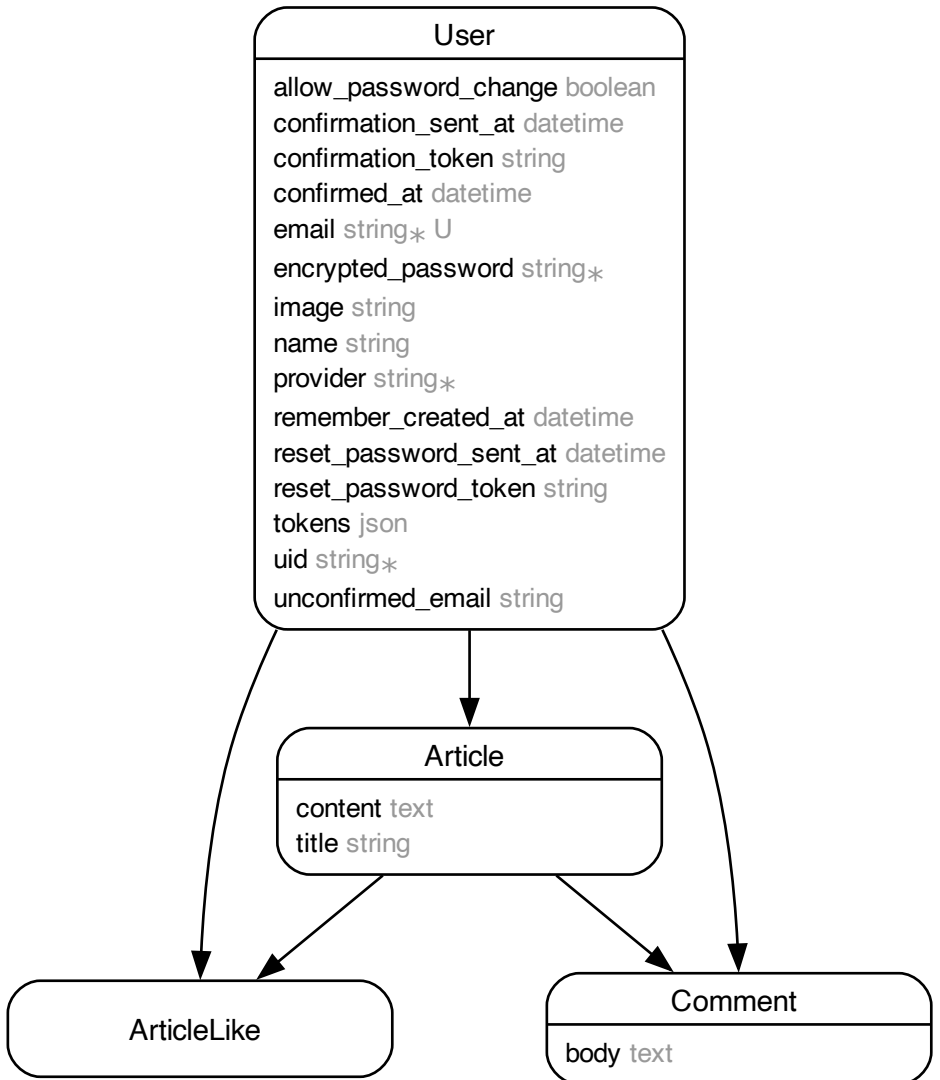 User
allow_password_change boolean
confirmation_sent_at datetime
confirmation_token string
confirmed_at datetime
email string* U
encrypted_password string*
image string
name string
provider string*
remember_created_at datetime
reset_password_sent_at datetime
reset_password_token string
tokens json
uid string*
unconfirmed_email string
Article
content text
title string
ArticleLike
Comment
body text